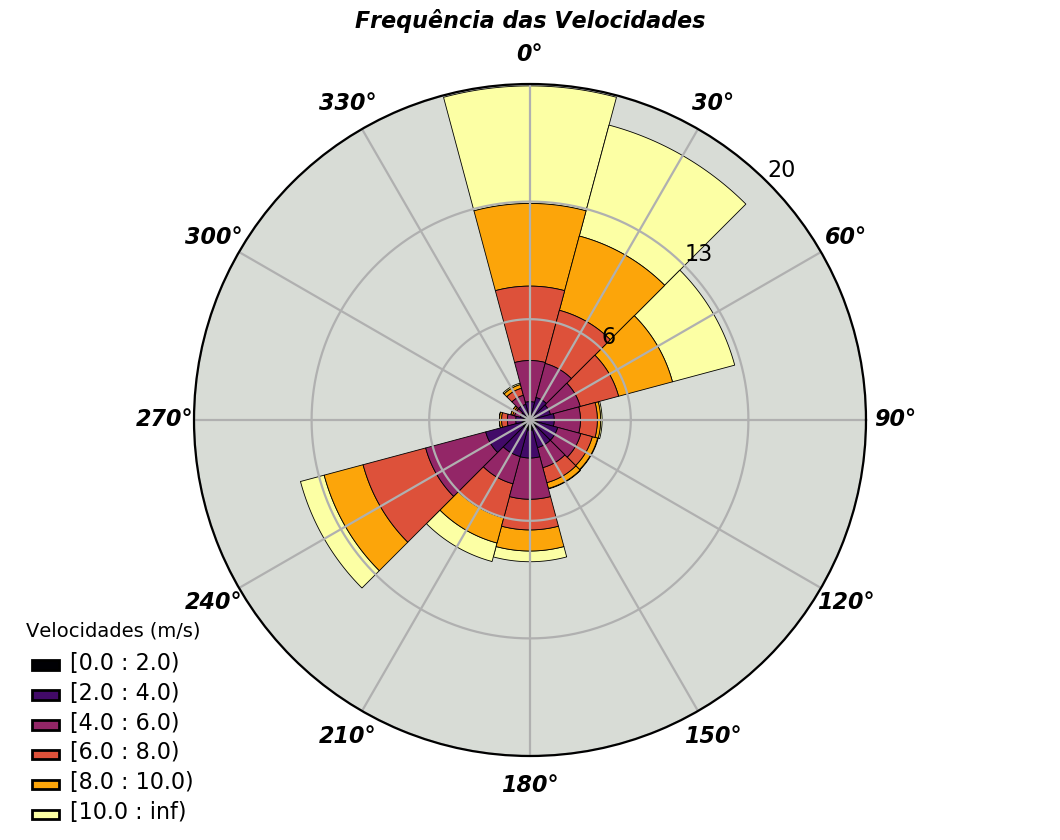 Frequência das Velocidades
0°
330°
30°
20
300°
60°
13
6
270°
90°
240°
120°
Velocidades (m/s)
[0.0 : 2.0)
[2.0 : 4.0)
[4.0 : 6.0)
210°
150°
[6.0 : 8.0)
180°
[8.0 : 10.0)
[10.0 : inf)